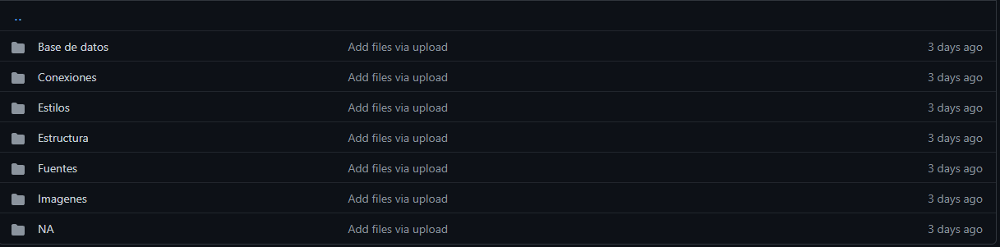 ..
Base de datos Add files via upload 3 days ago
Conexiones Add files via upload 3 days ago
Estilos Add files via upload 3 days ago
Estructura Add files via upload 3 days ago
Fuentes Add files via upload 3 days ago
Imagenes Add files via upload 3 days ago
NA Add files via upload 3 days ago